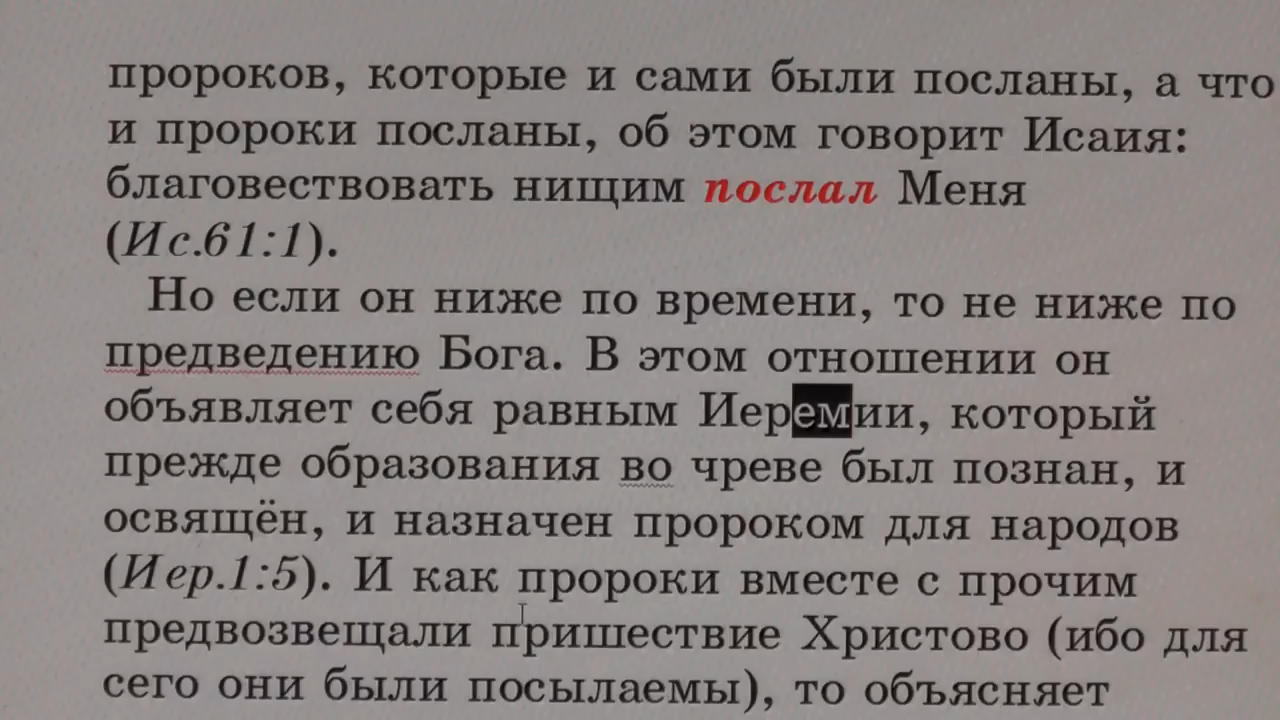 пророков, которые и сами были посланы, а что
и пророки посланы, об этом говорит Исаия:
благовествовать нищим послал Меня
(Ис.61:1).
Но если он ниже по времени, то не ниже по
предведению Бога. В этом отношении он
объявляет себя равным Иеремии, который
прежде образования во чреве был познан, и
освящён, и назначен пророком для народов
(Иер.1:5). И как пророки вместе с прочим
предвозвещали пришествие Христово (ибо для
сего они были посылаемы), то объясняет